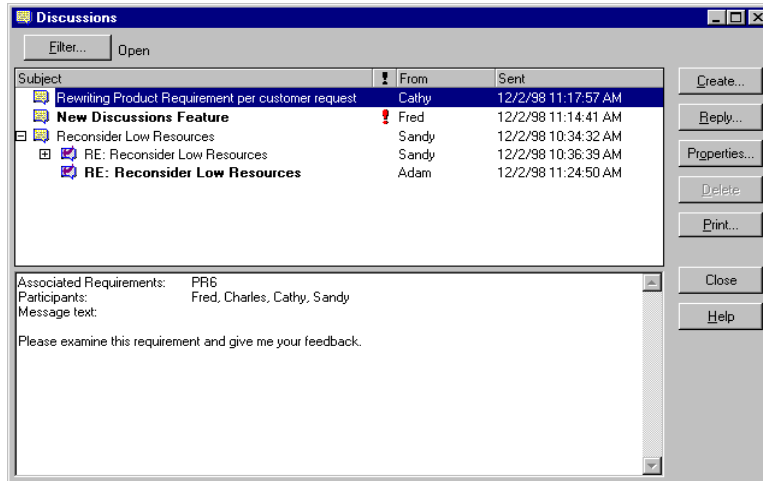 Discussions
Filter... Open
Subject ! From Sent
Rewriting Product Requirement per customer request Cathy 12/2/98 11:17:57 AM
New Discussions Feature ! Fred 12/2/98 11:14:41 AM
Reconsider Low Resources Sandy 12/2/98 10:34:32 AM
RE: Reconsider Low Resources Sandy 12/2/98 10:36:39 AM
RE: Reconsider Low Resources Adam 12/2/98 11:24:50 AM
Create...
Reply...
Properties...
Delete
Print...
Close
Help
Associated Requirements: PR6
Participants: Fred, Charles, Cathy, Sandy
Message text:
Please examine this requirement and give me your feedback.